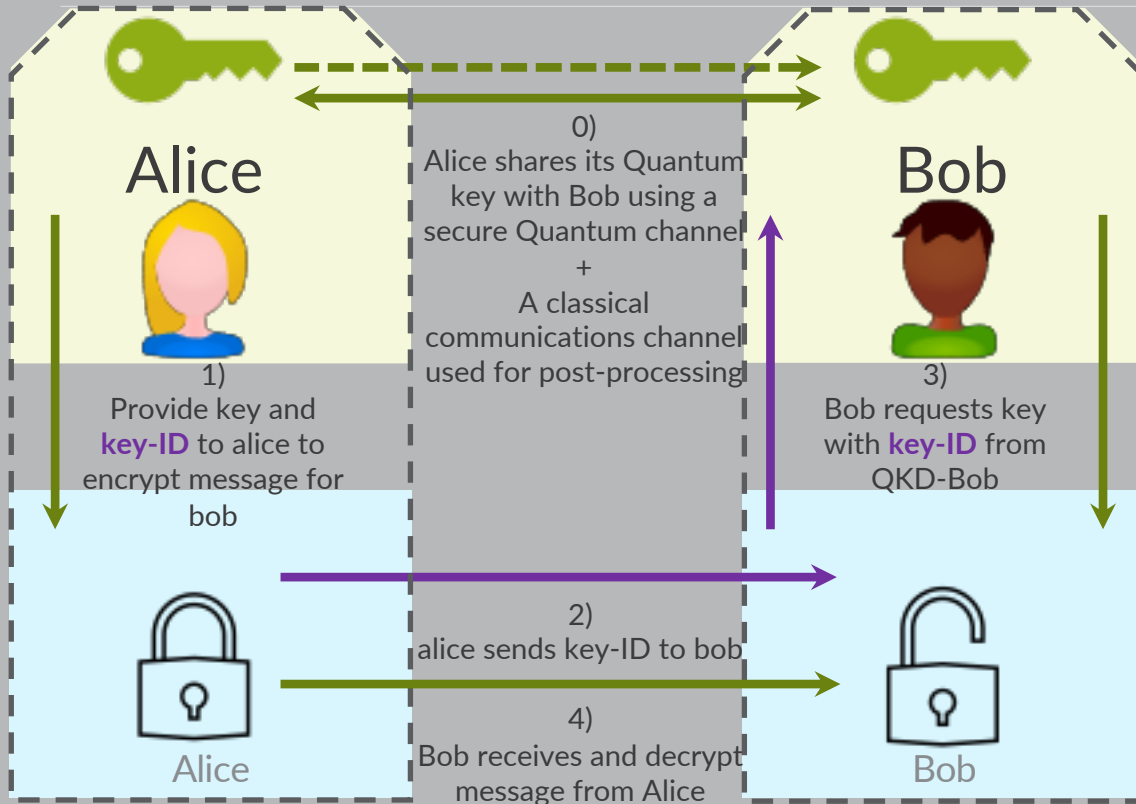 Alice
Bob
0)
Alice shares its Quantum
key with Bob using a
secure Quantum channel
+
A classical
communications channel
used for post-processing
1)
Provide key and
key-ID to alice to
encrypt message for
bob
3)
Bob requests key
with key-ID from
QKD-Bob
2)
alice sends key-ID to bob
4)
Bob receives and decrypt
message from Alice
Alice
Bob